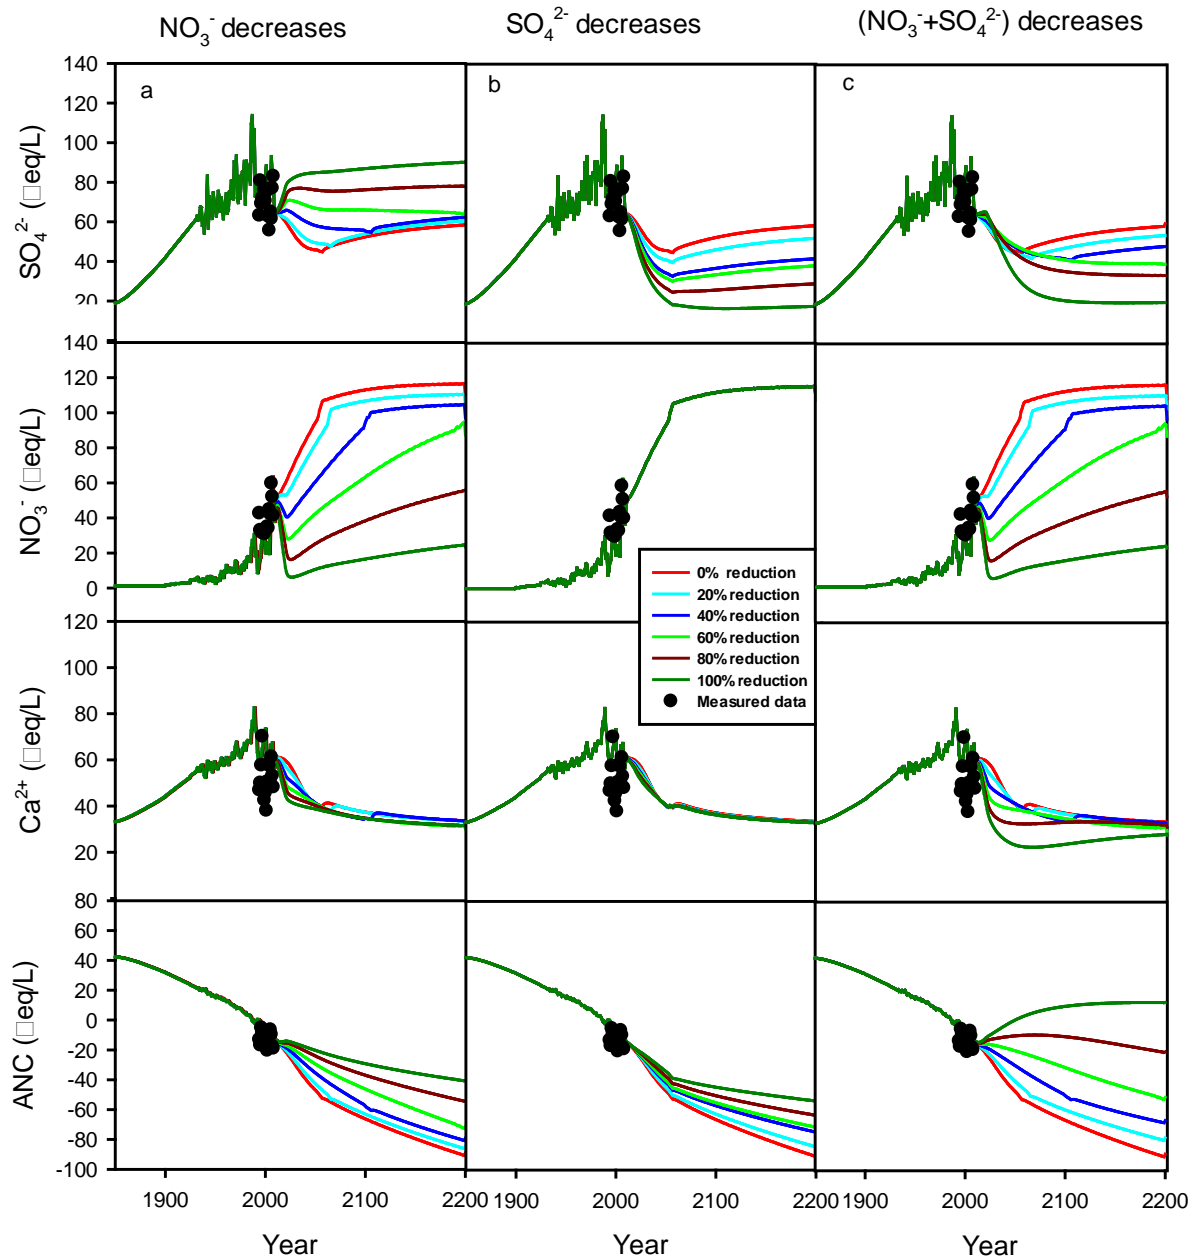 NO₃⁻ decreases SO₄²⁻ decreases (NO₃⁻+SO₄²⁻) decreases
a b c
SO₄²⁻ (□eq/L)
140
120
100
80
60
40
20
NO₃⁻ (□eq/L)
140
120
100
80
60
40
20
0
0% reduction
20% reduction
40% reduction
60% reduction
80% reduction
100% reduction
Measured data
Ca²⁺ (□eq/L)
120
100
80
60
40
20
0
ANC (□eq/L)
80
60
40
20
0
-20
-40
-60
-80
-100
1900 2000 2100 2200 1900 2000 2100 2200 1900 2000 2100 2200
Year Year Year